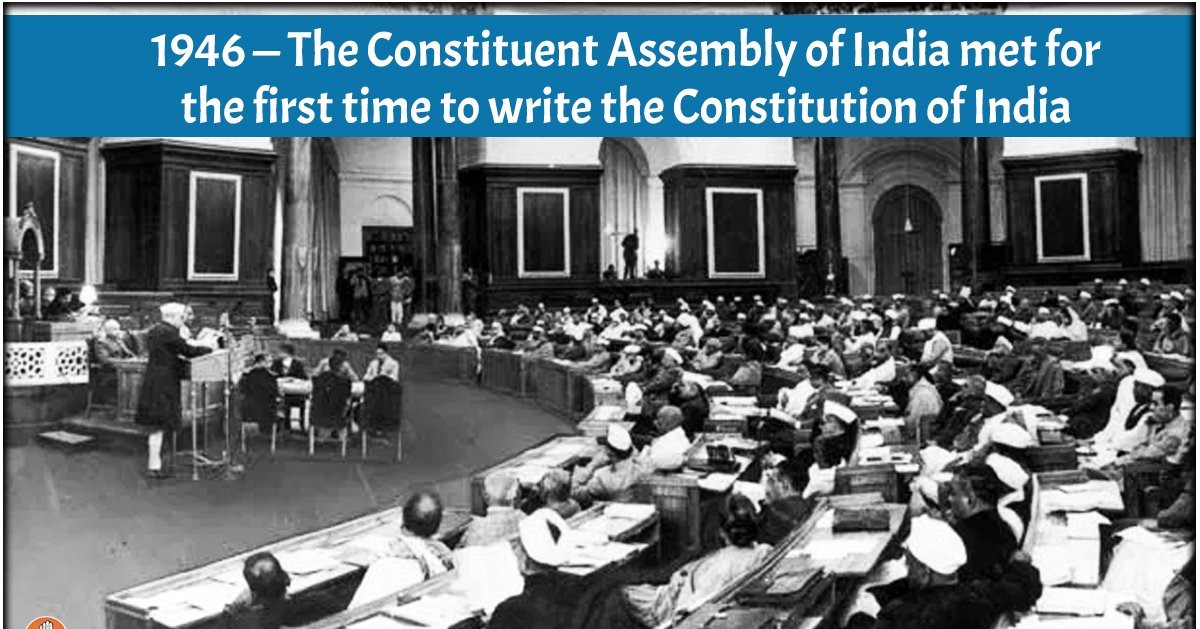 1946 – The Constituent Assembly of India met for
the first time to write the Constitution of India